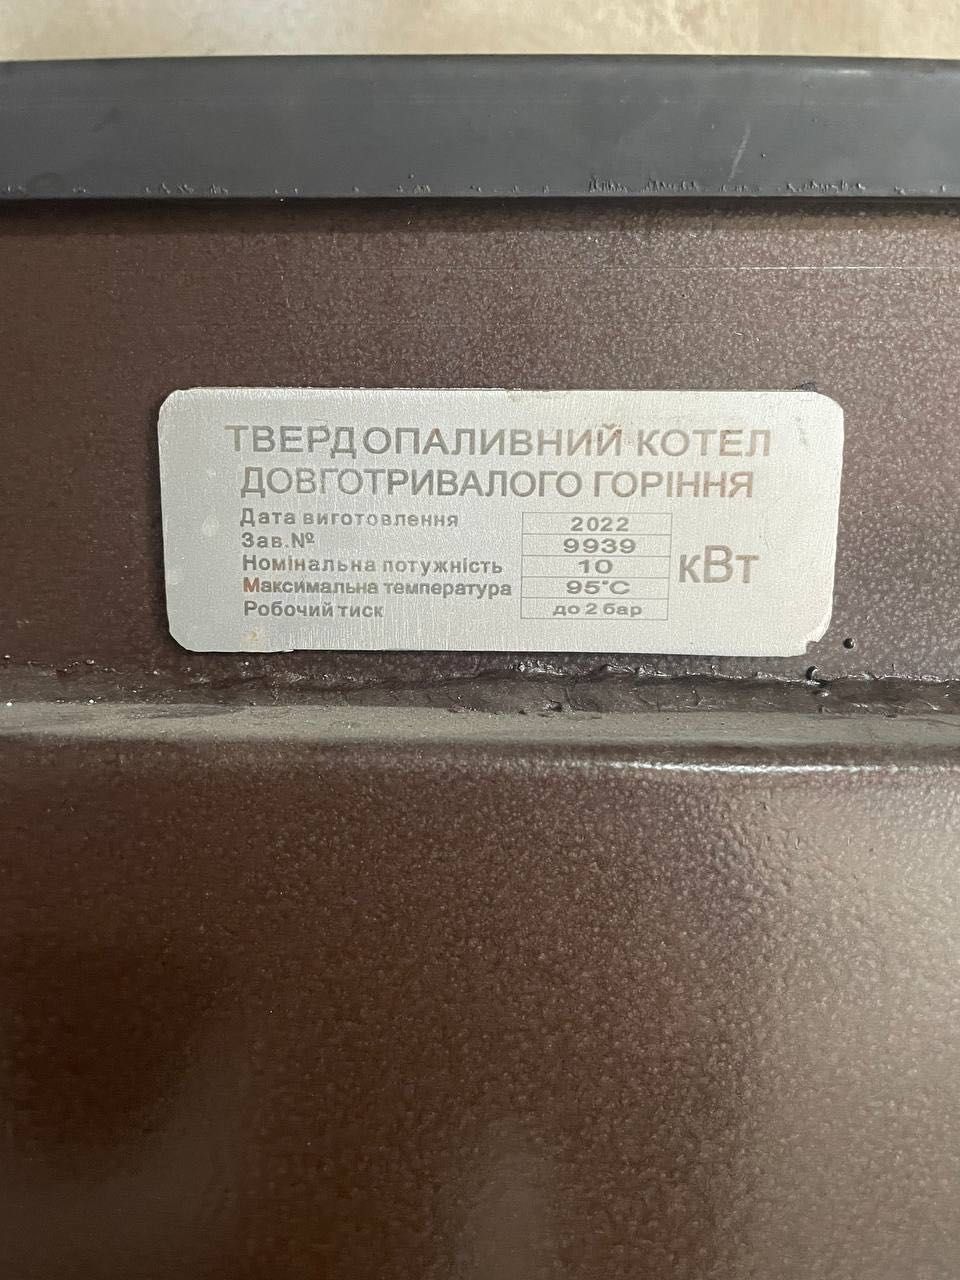 ТВЕРДОПАЛИВНИЙ КОТЕЛ
ДОВГОТРИВАЛОГО ГОРІННЯ
Дата виготовлення 2022
Зав.№ 9939
Номінальна потужність 10 кВт
Максимальна температура 95°С
Робочий тиск до 2 бар